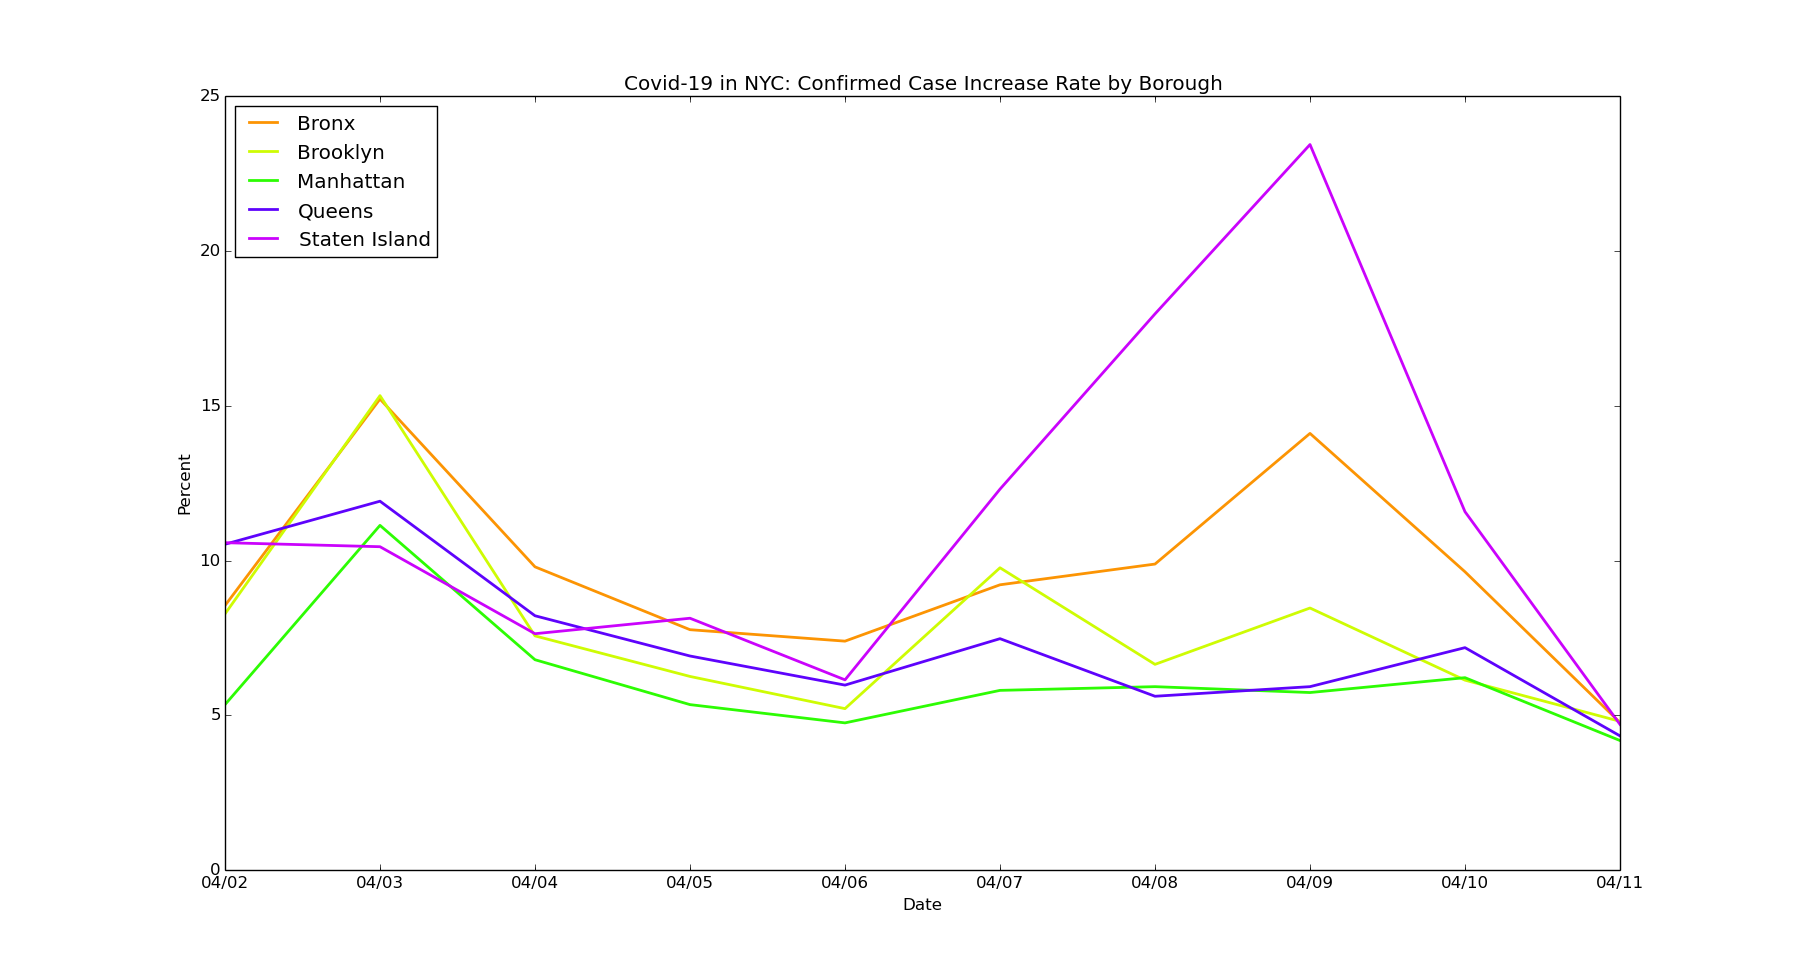 Covid-19 in NYC: Confirmed Case Increase Rate by Borough
25
20
15
10
5
0
Percent
Bronx
Brooklyn
Manhattan
Queens
Staten Island
04/02 04/03 04/04 04/05 04/06 04/07 04/08 04/09 04/10 04/11
Date